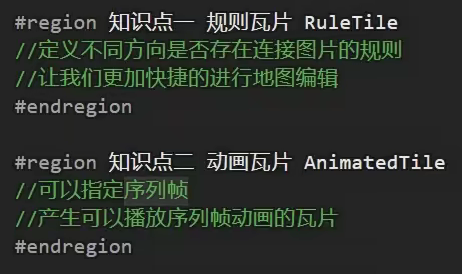 #region 知识点一 规则瓦片 RuleTile
//定义不同方向是否存在连接图片的规则
//让我们更加快捷的进行地图编辑
#endregion
#region 知识点二 动画瓦片 AnimatedTile
//可以指定序列帧
//产生可以播放序列帧动画的瓦片
#endregion